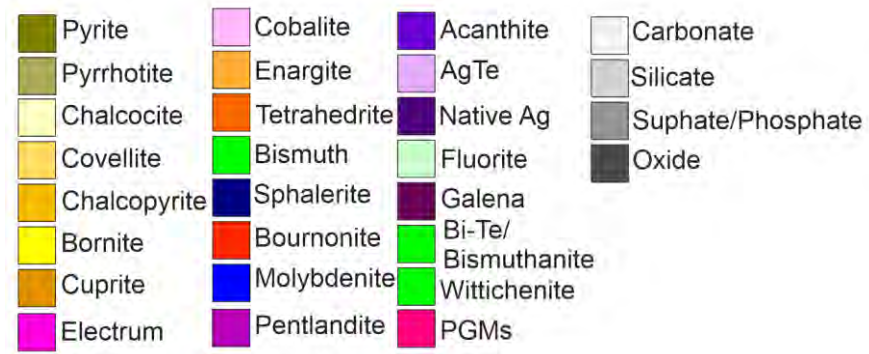 Pyrite
Pyrrhotite
Chalcocite
Covellite
Chalcopyrite
Bornite
Cuprite
Electrum
Cobalite
Enargite
Tetrahedrite
Bismuth
Sphalerite
Bournonite
Molybdenite
Pentlandite
Acanthite
AgTe
Native Ag
Fluorite
Galena
Bi-Te/
Bismuthanite
Wittichenite
PGMs
Carbonate
Silicate
Suphate/Phosphate
Oxide